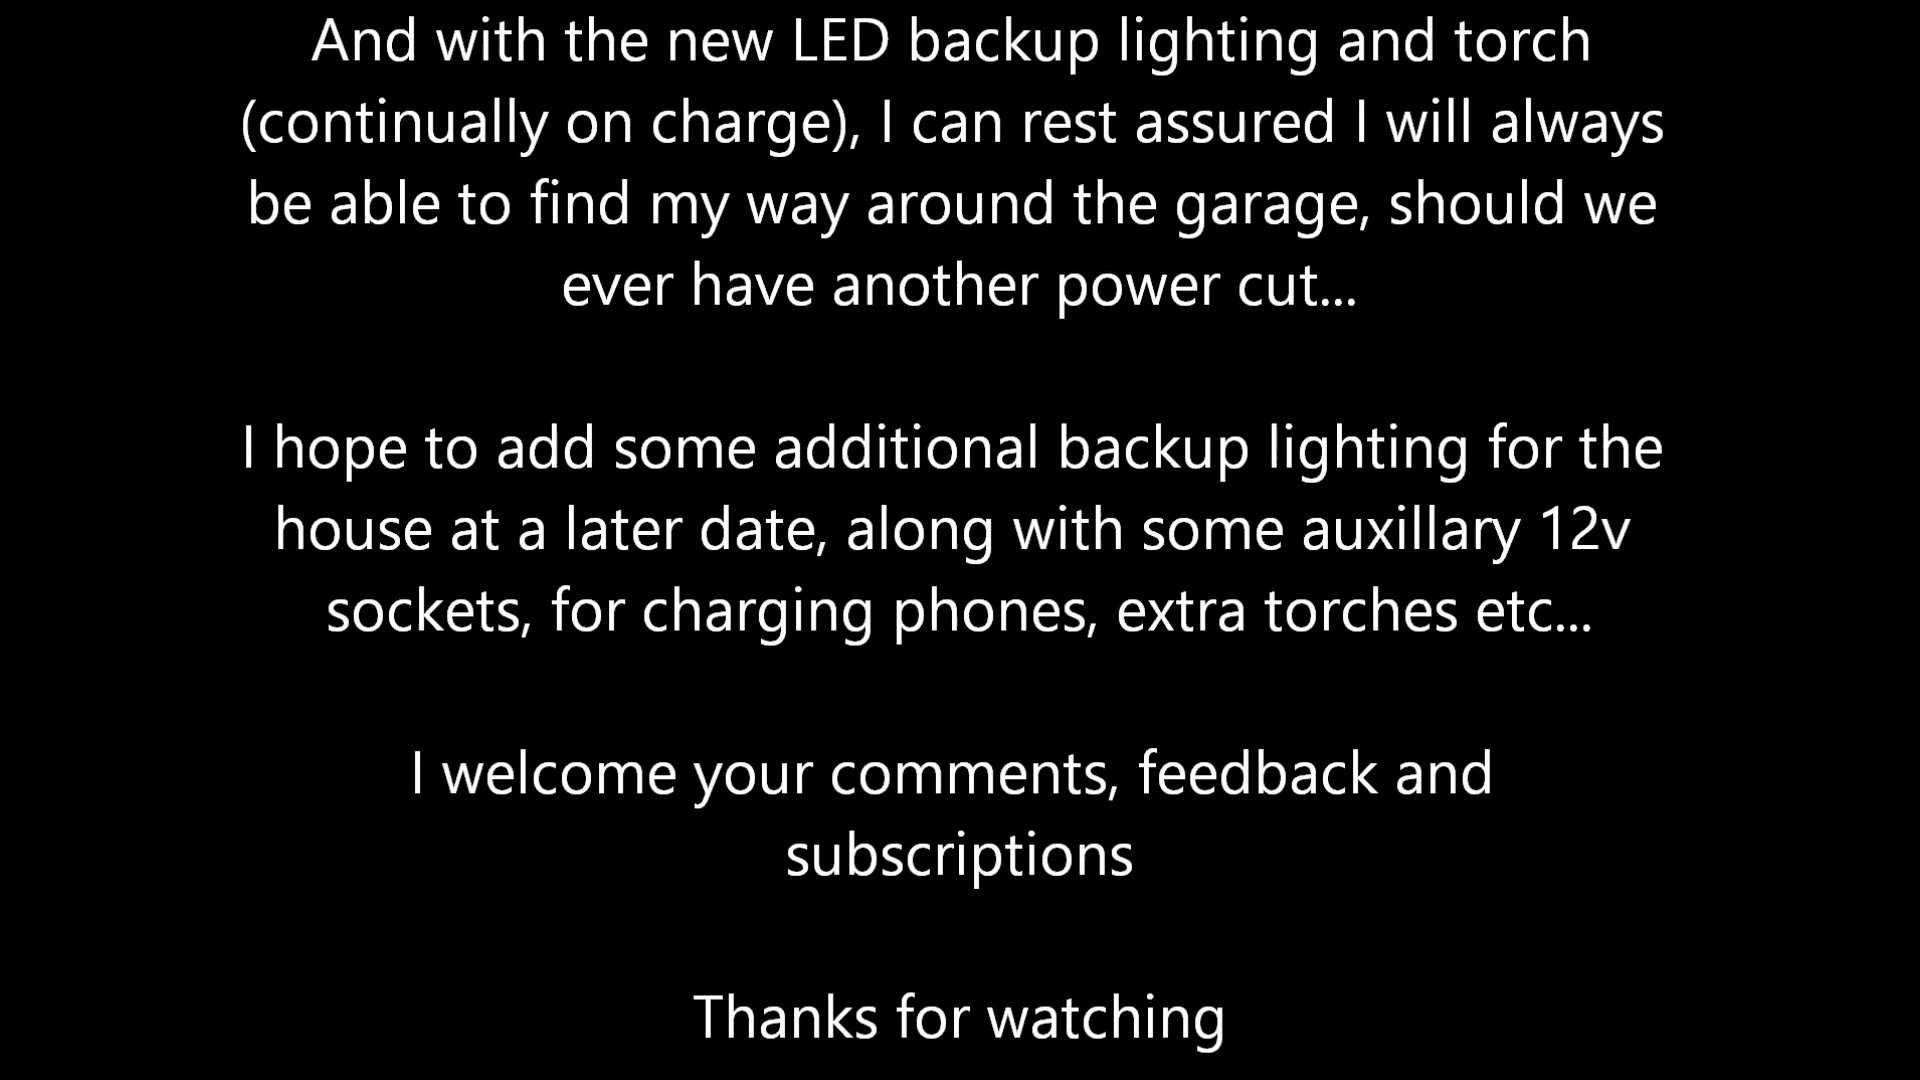 And with the new LED backup lighting and torch
(continually on charge), I can rest assured I will always
be able to find my way around the garage, should we
ever have another power cut...
I hope to add some additional backup lighting for the
house at a later date, along with some auxillary 12v
sockets, for charging phones, extra torches etc...
I welcome your comments, feedback and
subscriptions
Thanks for watching